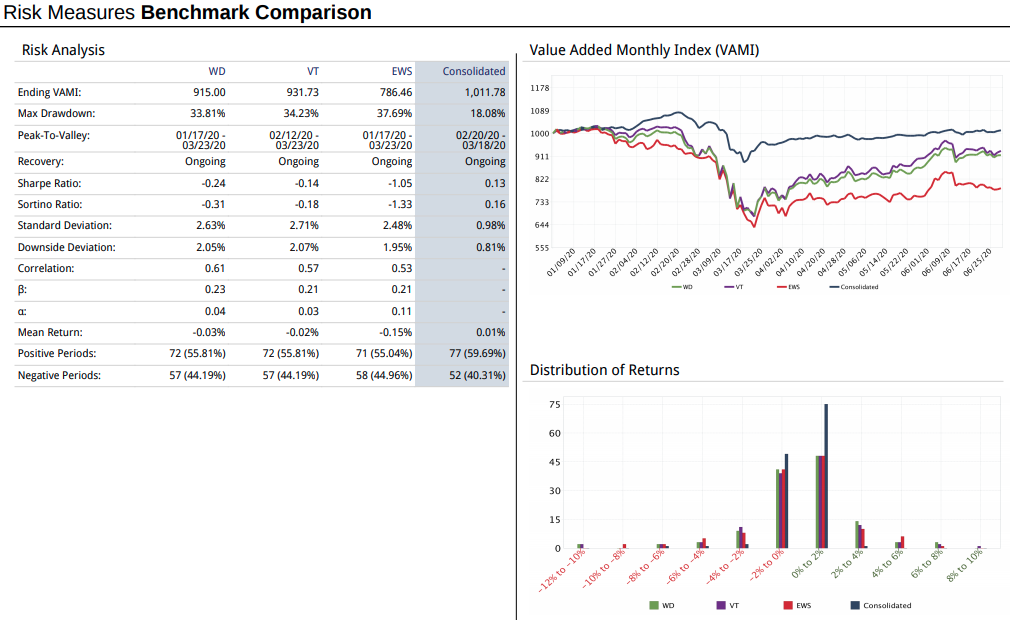 Risk Measures Benchmark Comparison
Risk Analysis
WD VT EWS Consolidated
Ending VAMI: 915.00 931.73 786.46 1,011.78
Max Drawdown: 33.81% 34.23% 37.69% 18.08%
Peak-To-Valley: 01/17/20 - 02/12/20 - 01/17/20 - 02/20/20 -
03/23/20 03/23/20 03/23/20 03/18/20
Recovery: Ongoing Ongoing Ongoing Ongoing
Sharpe Ratio: -0.24 -0.14 -1.05 0.13
Sortino Ratio: -0.31 -0.18 -1.33 0.16
Standard Deviation: 2.63% 2.71% 2.48% 0.98%
Downside Deviation: 2.05% 2.07% 1.95% 0.81%
Correlation: 0.61 0.57 0.53 -
β: 0.23 0.21 0.21 -
α: 0.04 0.03 0.11 -
Mean Return: -0.03% -0.02% -0.15% 0.01%
Positive Periods: 72 (55.81%) 72 (55.81%) 71 (55.04%) 77 (59.69%)
Negative Periods: 57 (44.19%) 57 (44.19%) 58 (44.96%) 52 (40.31%)
Value Added Monthly Index (VAMI)
1178
1089
1000
911
822
733
644
555
01/09/20 01/17/20 01/27/20 02/04/20 02/12/20 02/20/20 02/28/20 03/09/20 03/17/20 03/25/20 04/02/20 04/10/20 04/20/20 04/28/20 05/06/20 05/14/20 05/22/20 06/01/20 06/09/20 06/17/20 06/25/20
WD VT EWS Consolidated
Distribution of Returns
75
60
45
30
15
0
-12% to -10% -10% to -8% -8% to -6% -6% to -4% -4% to -2% -2% to 0% 0% to 2% 2% to 4% 4% to 6% 6% to 8% 8% to 10%
WD VT EWS Consolidated